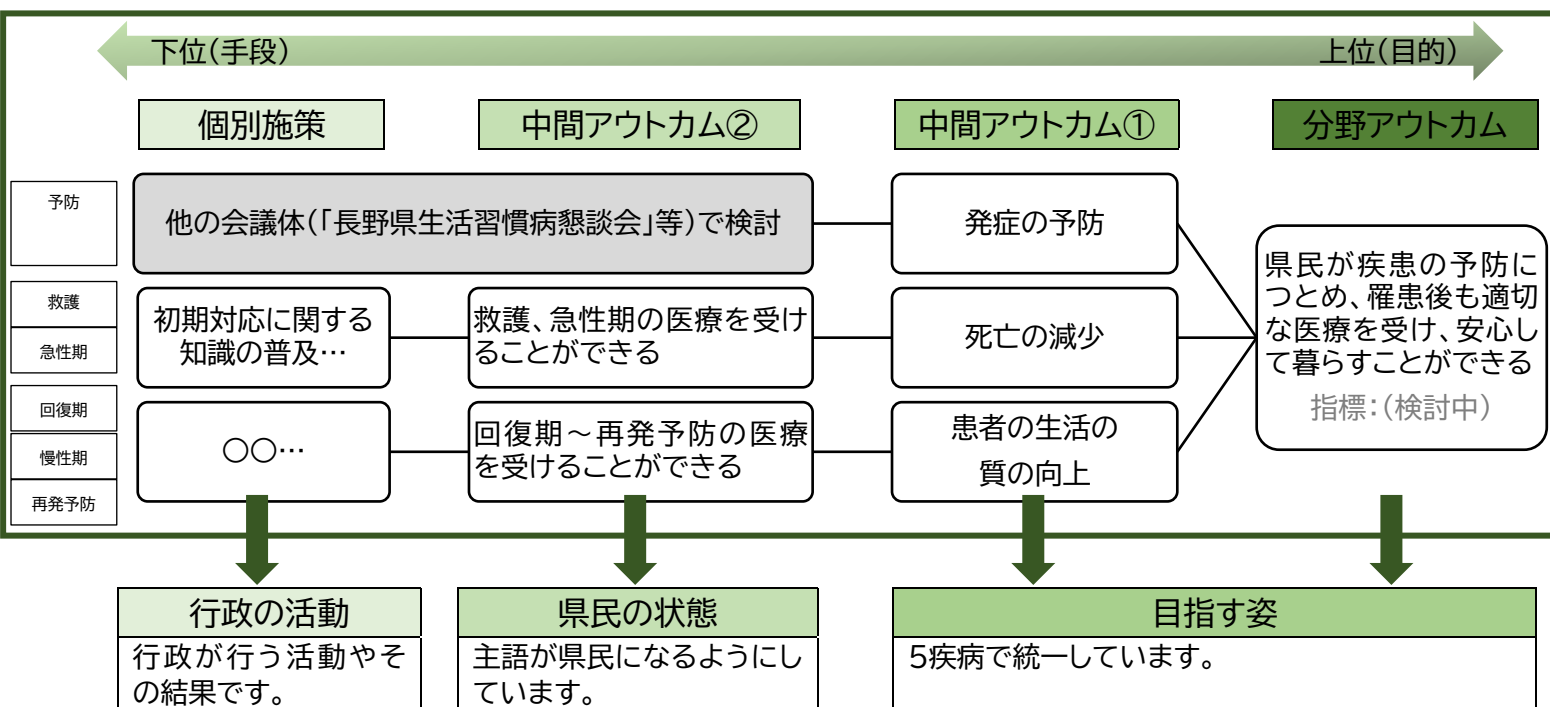 下位(手段)
上位(目的)
個別施策
中間アウトカム②
中間アウトカム①
分野アウトカム
予防
他の会議体(「長野県生活習慣病懇談会」等)で検討
発症の予防
救護
急性期
初期対応に関する
知識の普及…
救護、急性期の医療を受け
ることができる
死亡の減少
回復期
慢性期
再発予防
○○…
回復期～再発予防の医療
を受けることができる
患者の生活の
質の向上
県民が疾患の予防に
つとめ、罹患後も適切
な医療を受け、安心し
て暮らすことができる
指標:(検討中)
行政の活動
行政が行う活動やそ
の結果です。
県民の状態
主語が県民になるようにし
ています。
目指す姿
5疾病で統一しています。